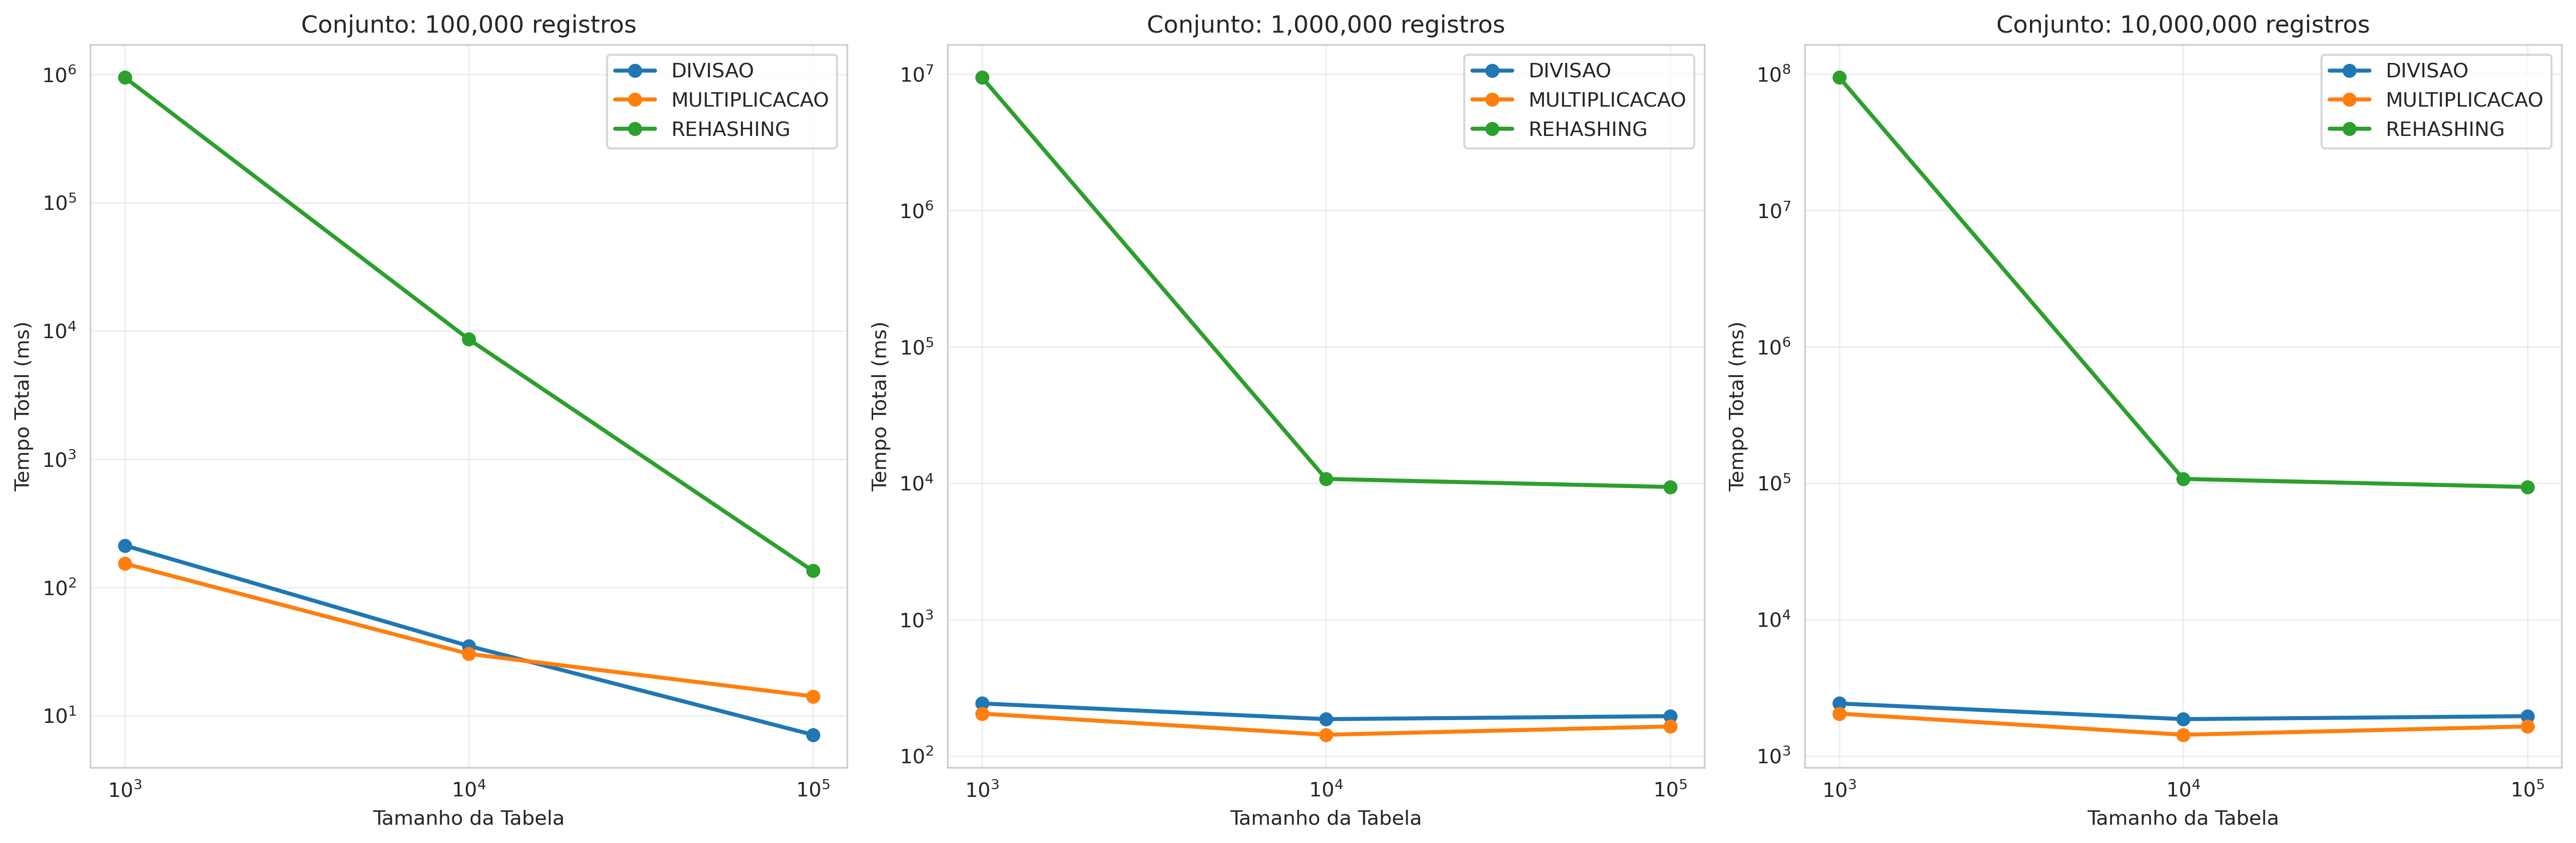 Conjunto: 100,000 registros
DIVISAO
MULTIPLICACAO
REHASHING
10⁶
10⁵
10⁴
10³
10²
10¹
Tempo Total (ms)
10³ 10⁴ 10⁵
Tamanho da Tabela
Conjunto: 1,000,000 registros
DIVISAO
MULTIPLICACAO
REHASHING
10⁷
10⁶
10⁵
10⁴
10³
10²
Tempo Total (ms)
10³ 10⁴ 10⁵
Tamanho da Tabela
Conjunto: 10,000,000 registros
DIVISAO
MULTIPLICACAO
REHASHING
10⁸
10⁷
10⁶
10⁵
10⁴
10³
Tempo Total (ms)
10³ 10⁴ 10⁵
Tamanho da Tabela